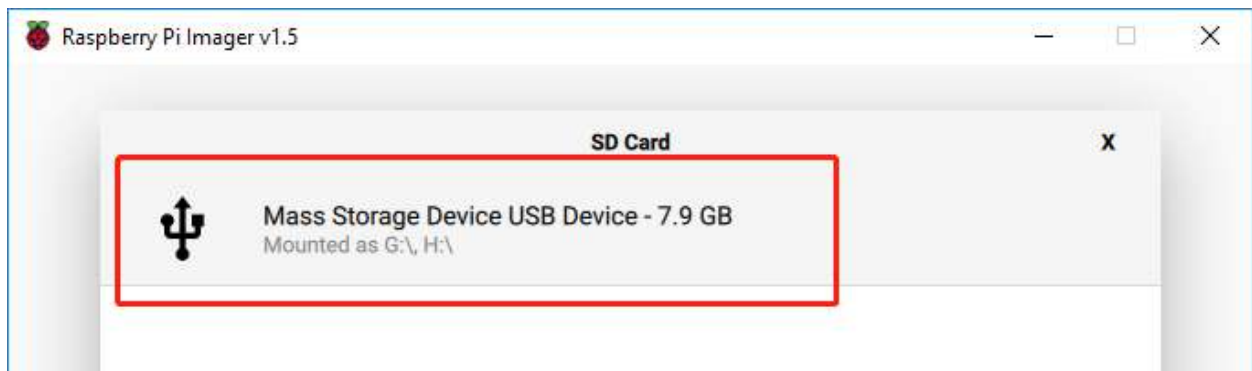 Raspberry Pi Imager v1.5
SD Card
X
Mass Storage Device USB Device - 7.9 GB
Mounted as G:\, H:\